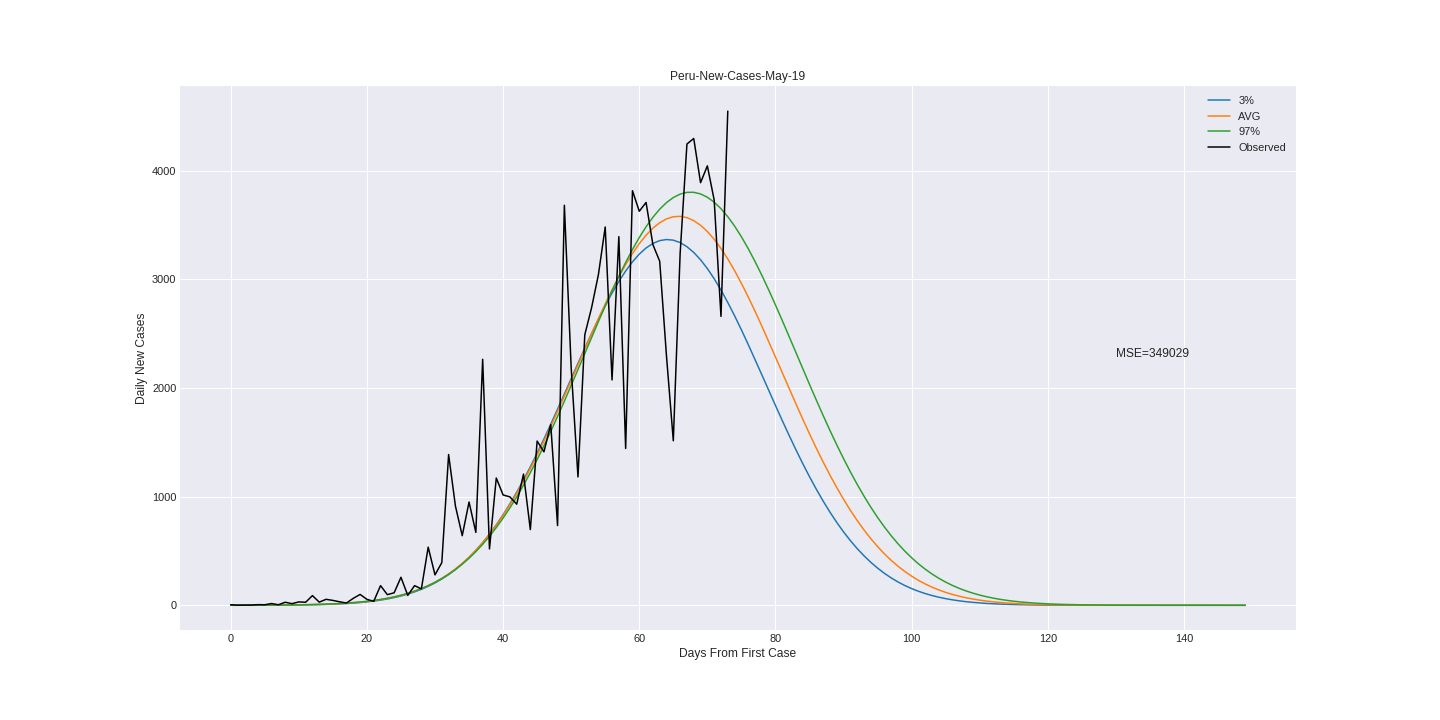 Peru-New-Cases-May-19
3%
AVG
97%
Observed
4000
3000
2000
1000
0
Daily New Cases
MSE=349029
0 20 40 60 80 100 120 140
Days From First Case